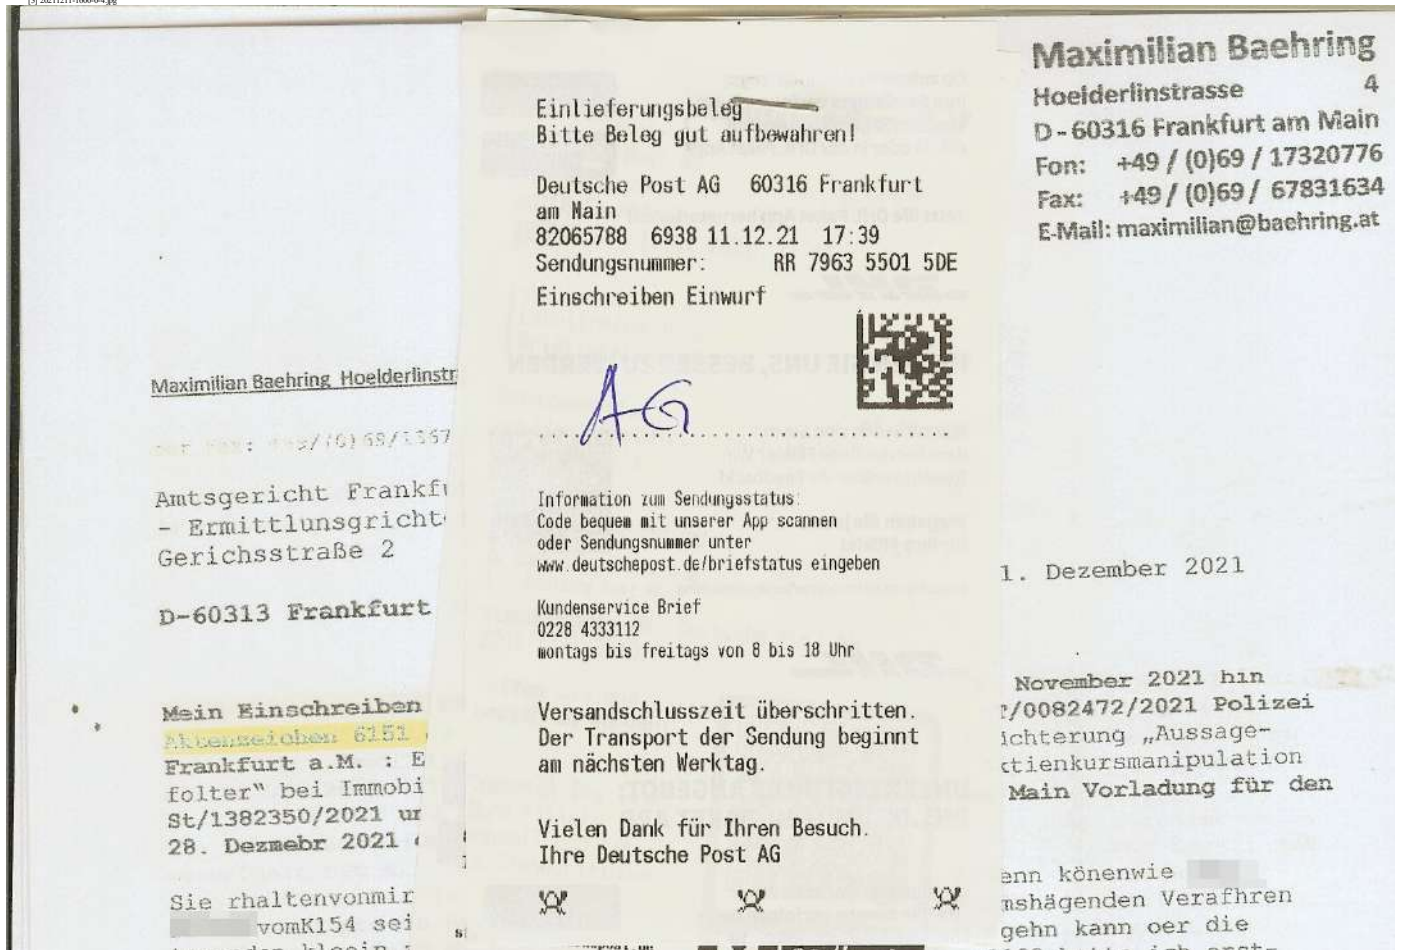 Maximilian Baehring
Hoelderlinstrasse 4
D - 60316 Frankfurt am Main
Fon: +49 / (0)69 / 17320776
Fax: +49 / (0)69 / 67831634
E-Mail: maximilian@baehring.at
Einlieferungsbeleg
Bitte Beleg gut aufbewahren!
Deutsche Post AG 60316 Frankfurt
am Main
82065788 6938 11.12.21 17:39
Sendungsnummer: RR 7963 5501 5DE
Einschreiben Einwurf
AG
Information zum Sendungsstatus:
Code bequem mit unserer App scannen
oder Sendungsnummer unter
www.deutschepost.de/briefstatus eingeben
Kundenservice Brief
0228 4333112
montags bis freitags von 8 bis 18 Uhr
Versandschlusszeit überschritten.
Der Transport der Sendung beginnt
am nächsten Werktag.
Vielen Dank für Ihren Besuch.
Ihre Deutsche Post AG
Maximilian Baehring Hoelderlinstr
Amtsgericht Frankfu
- Ermittlunsgricht
Gerichsstraße 2
D-60313 Frankfurt
1. Dezember 2021
Mein Einschreiben
Aktenzeichen 6151
Frankfurt a.M. : E
folter" bei Immobi
St/1382350/2021 ur
28. Dezmebr 2021
Sie rhaltenvonmir
vomK154 sei
November 2021 hin
/0082472/2021 Polizei
ichterung „Aussage-
ktienkursmanipulation
Main Vorladung für den
enn könenwie
mshägenden Verafhren
gehn kann oer die